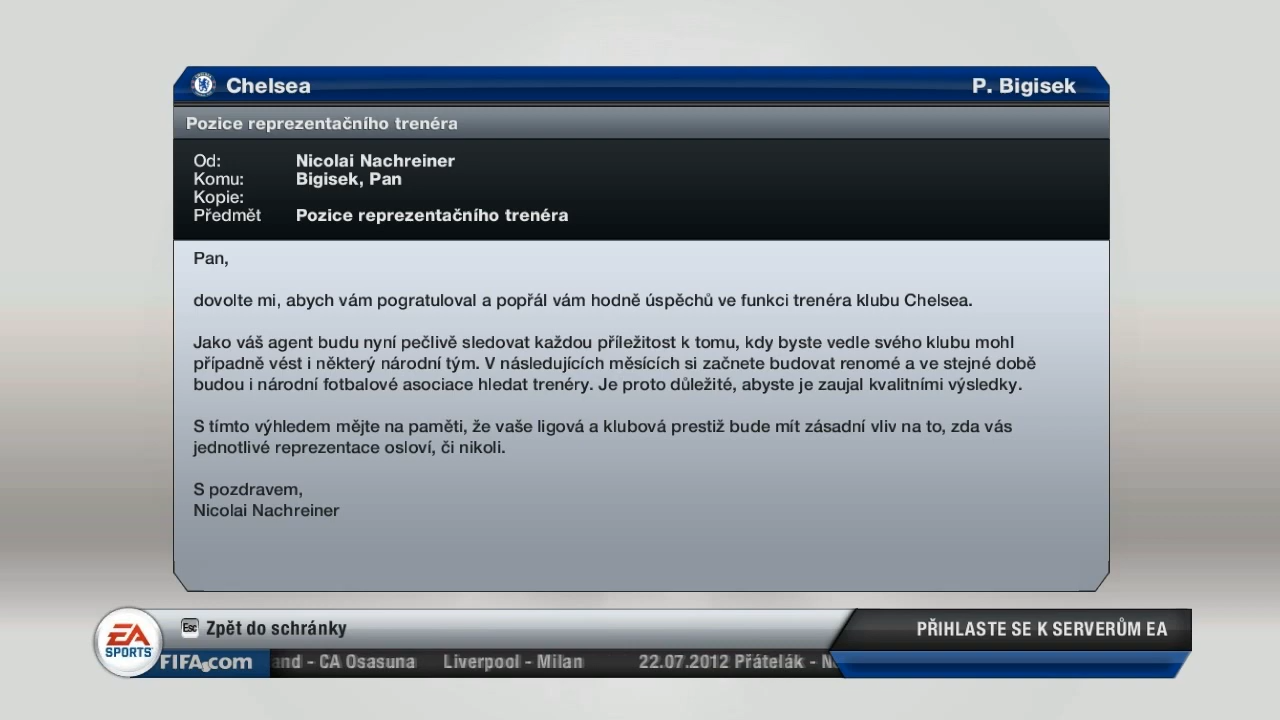 Chelsea P. Bigisek
Pozice reprezentačního trenéra
Od: Nicolai Nachreiner
Komu: Bigisek, Pan
Kopie:
Předmět Pozice reprezentačního trenéra
Pan,
dovolte mi, abych vám pogratuloval a popřál vám hodně úspěchů ve funkci trenéra klubu Chelsea.
Jako váš agent budu nyní pečlivě sledovat každou příležitost k tomu, kdy byste vedle svého klubu mohl
případně vést i některý národní tým. V následujících měsících si začnete budovat renomé a ve stejné době
budou i národní fotbalové asociace hledat trenéry. Je proto důležité, abyste je zaujal kvalitními výsledky.
S tímto výhledem mějte na paměti, že vaše ligová a klubová prestiž bude mít zásadní vliv na to, zda vás
jednotlivé reprezentace osloví, či nikoli.
S pozdravem,
Nicolai Nachreiner
Esc Zpět do schránky PŘIHLASTE SE K SERVERŮM EA
EA SPORTS
FIFA.com and - CA Osasuna Liverpool - Milan 22.07.2012 Přátelák -